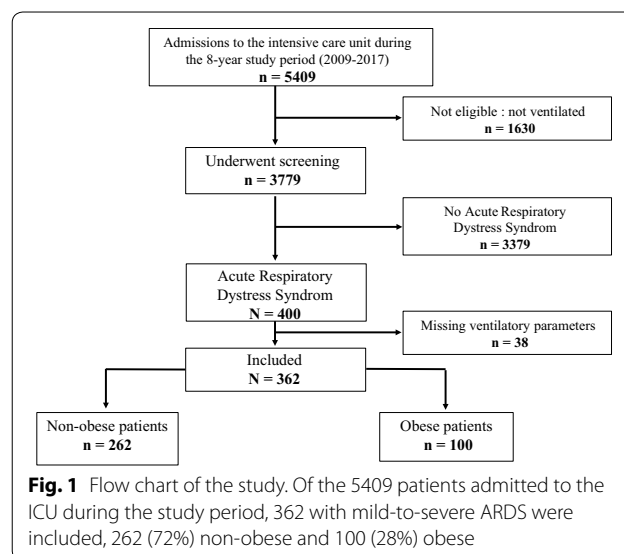 Admissions to the intensive care unit during
the 8-year study period (2009-2017)
n = 5409
Not eligible : not ventilated
n = 1630
Underwent screening
n = 3779
No Acute Respiratory
Dystress Syndrom
n = 3379
Acute Respiratory
Dystress Syndrom
N = 400
Missing ventilatory parameters
n = 38
Included
N = 362
Non-obese patients
n = 262
Obese patients
n = 100
Fig. 1 Flow chart of the study. Of the 5409 patients admitted to the
ICU during the study period, 362 with mild-to-severe ARDS were
included, 262 (72%) non-obese and 100 (28%) obese